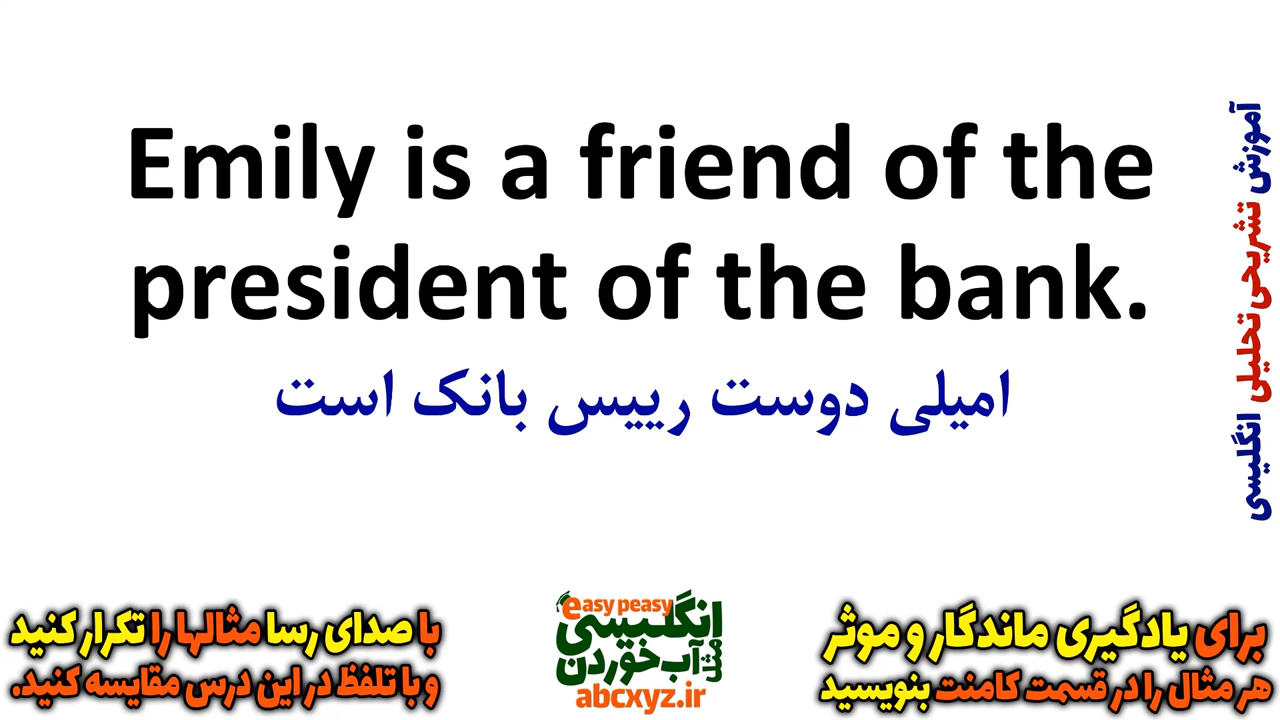 Emily is a friend of the
president of the bank.
امیلی دوست رییس بانک است
آموزش تشریحی تحلیلی انگلیسی
با صدای رسا مثالها را تکرار کنید
و با تلفظ در این درس مقایسه کنید.
easy peasy
انگلیسی
مثل آب خوردن
abcxyz.ir
برای یادگیری ماندگار و موثر
هر مثال را در قسمت کامنت بنویسید